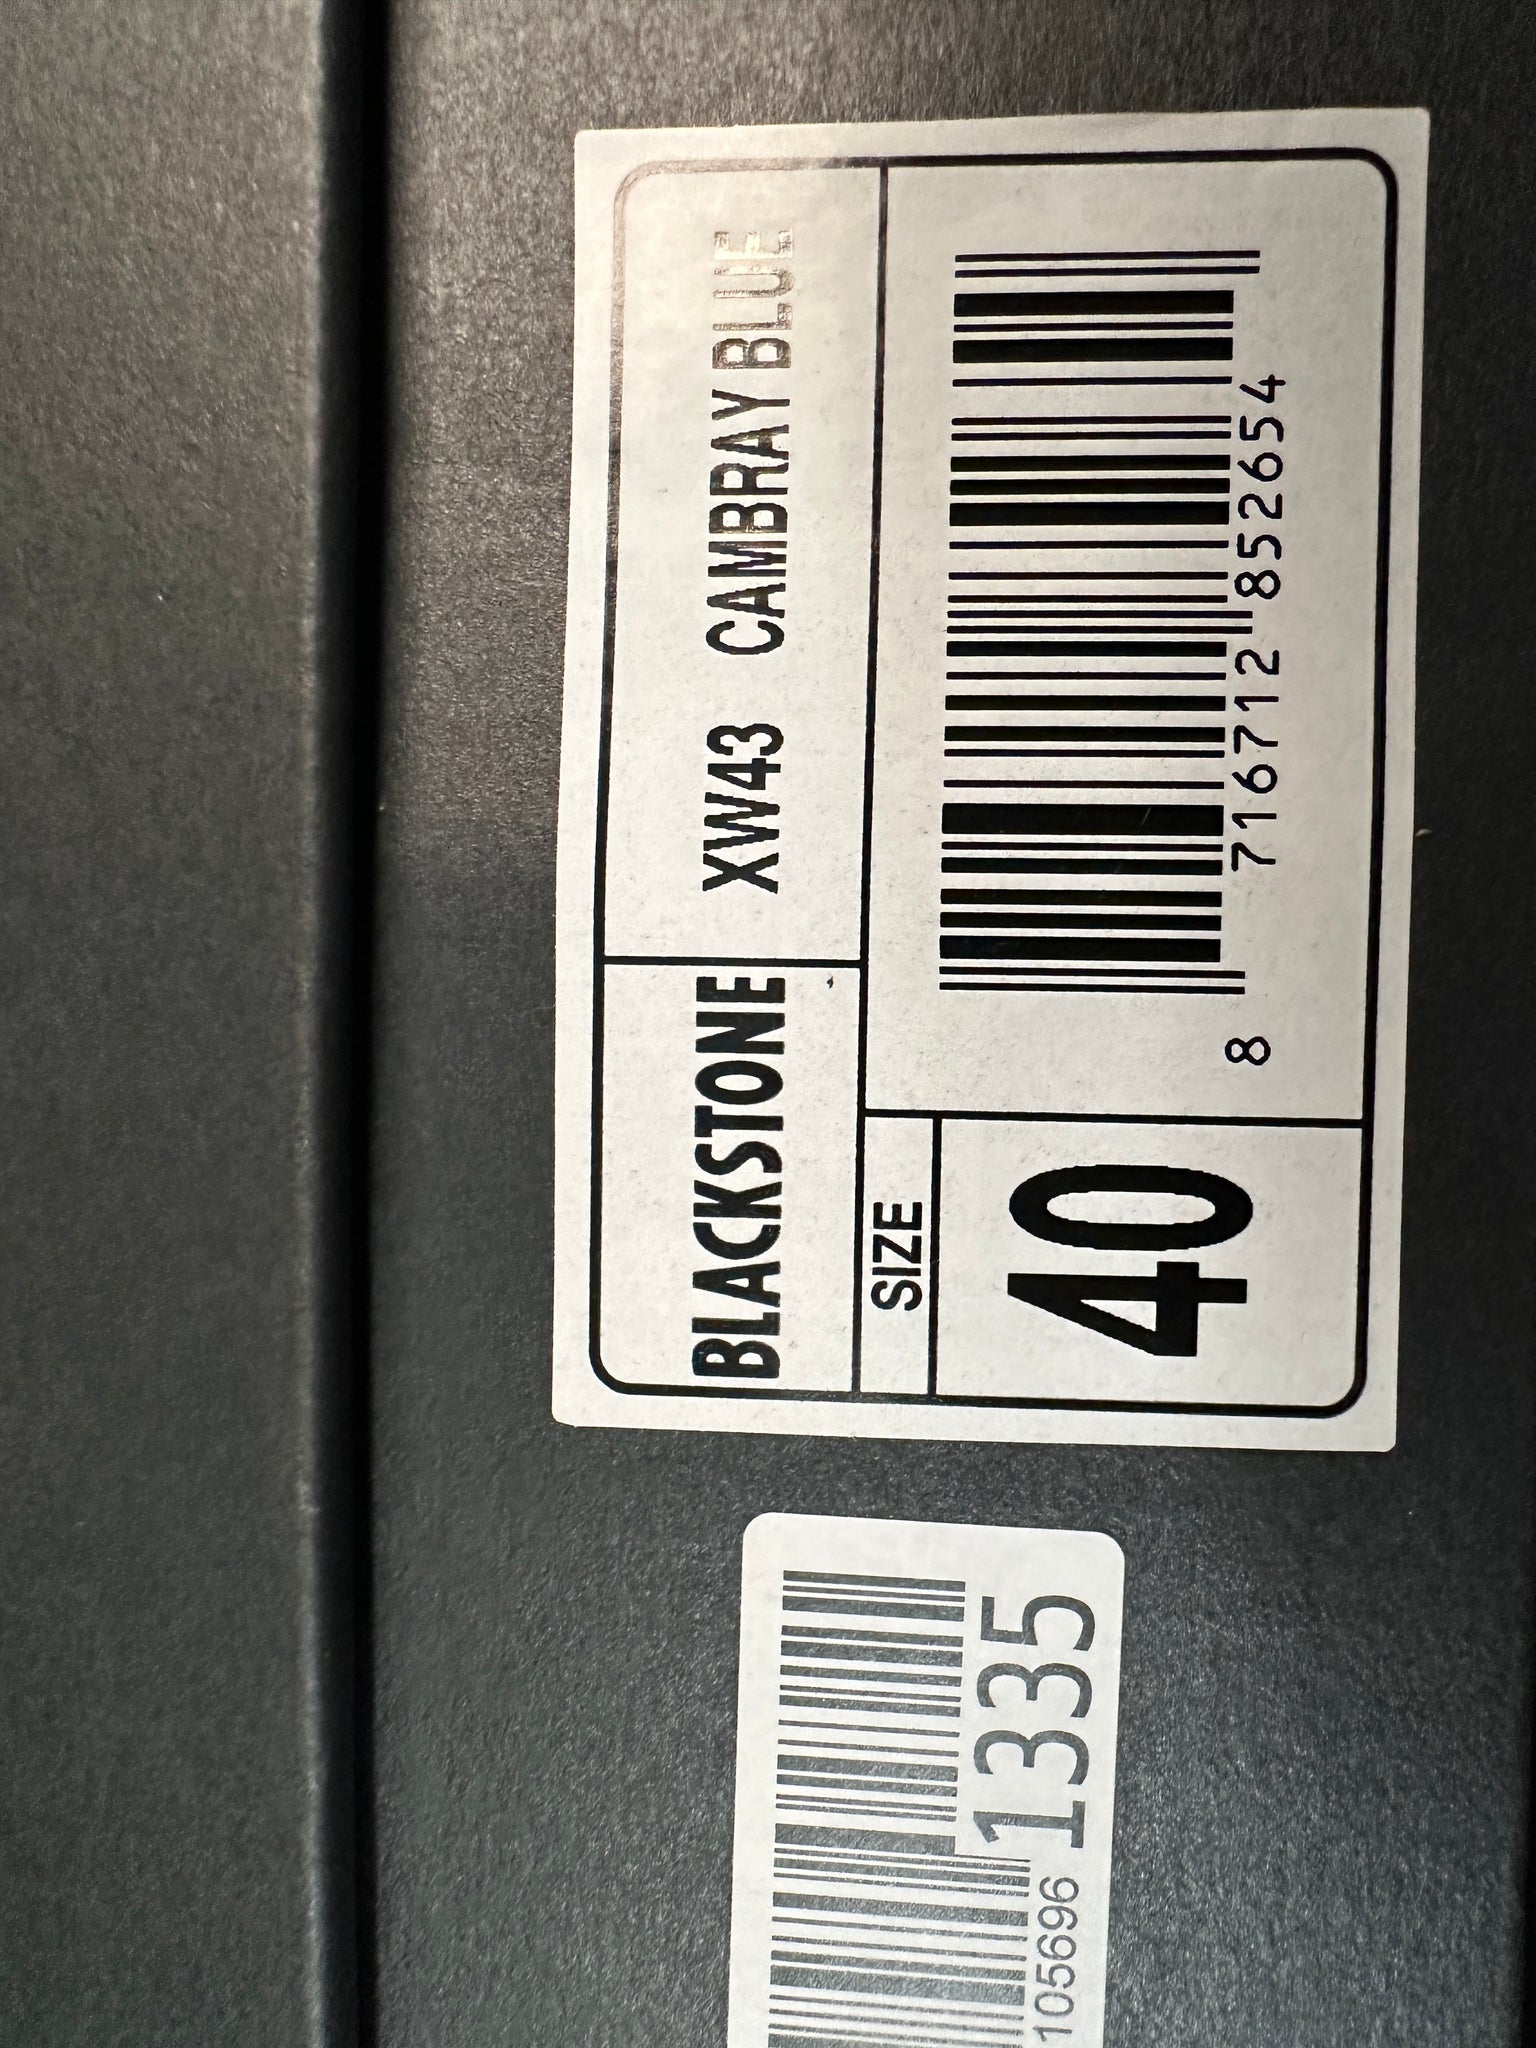 BLACKSTONE
XW43 CAMBRAY BLUE
SIZE
40
8 716712 852654
105696 1335